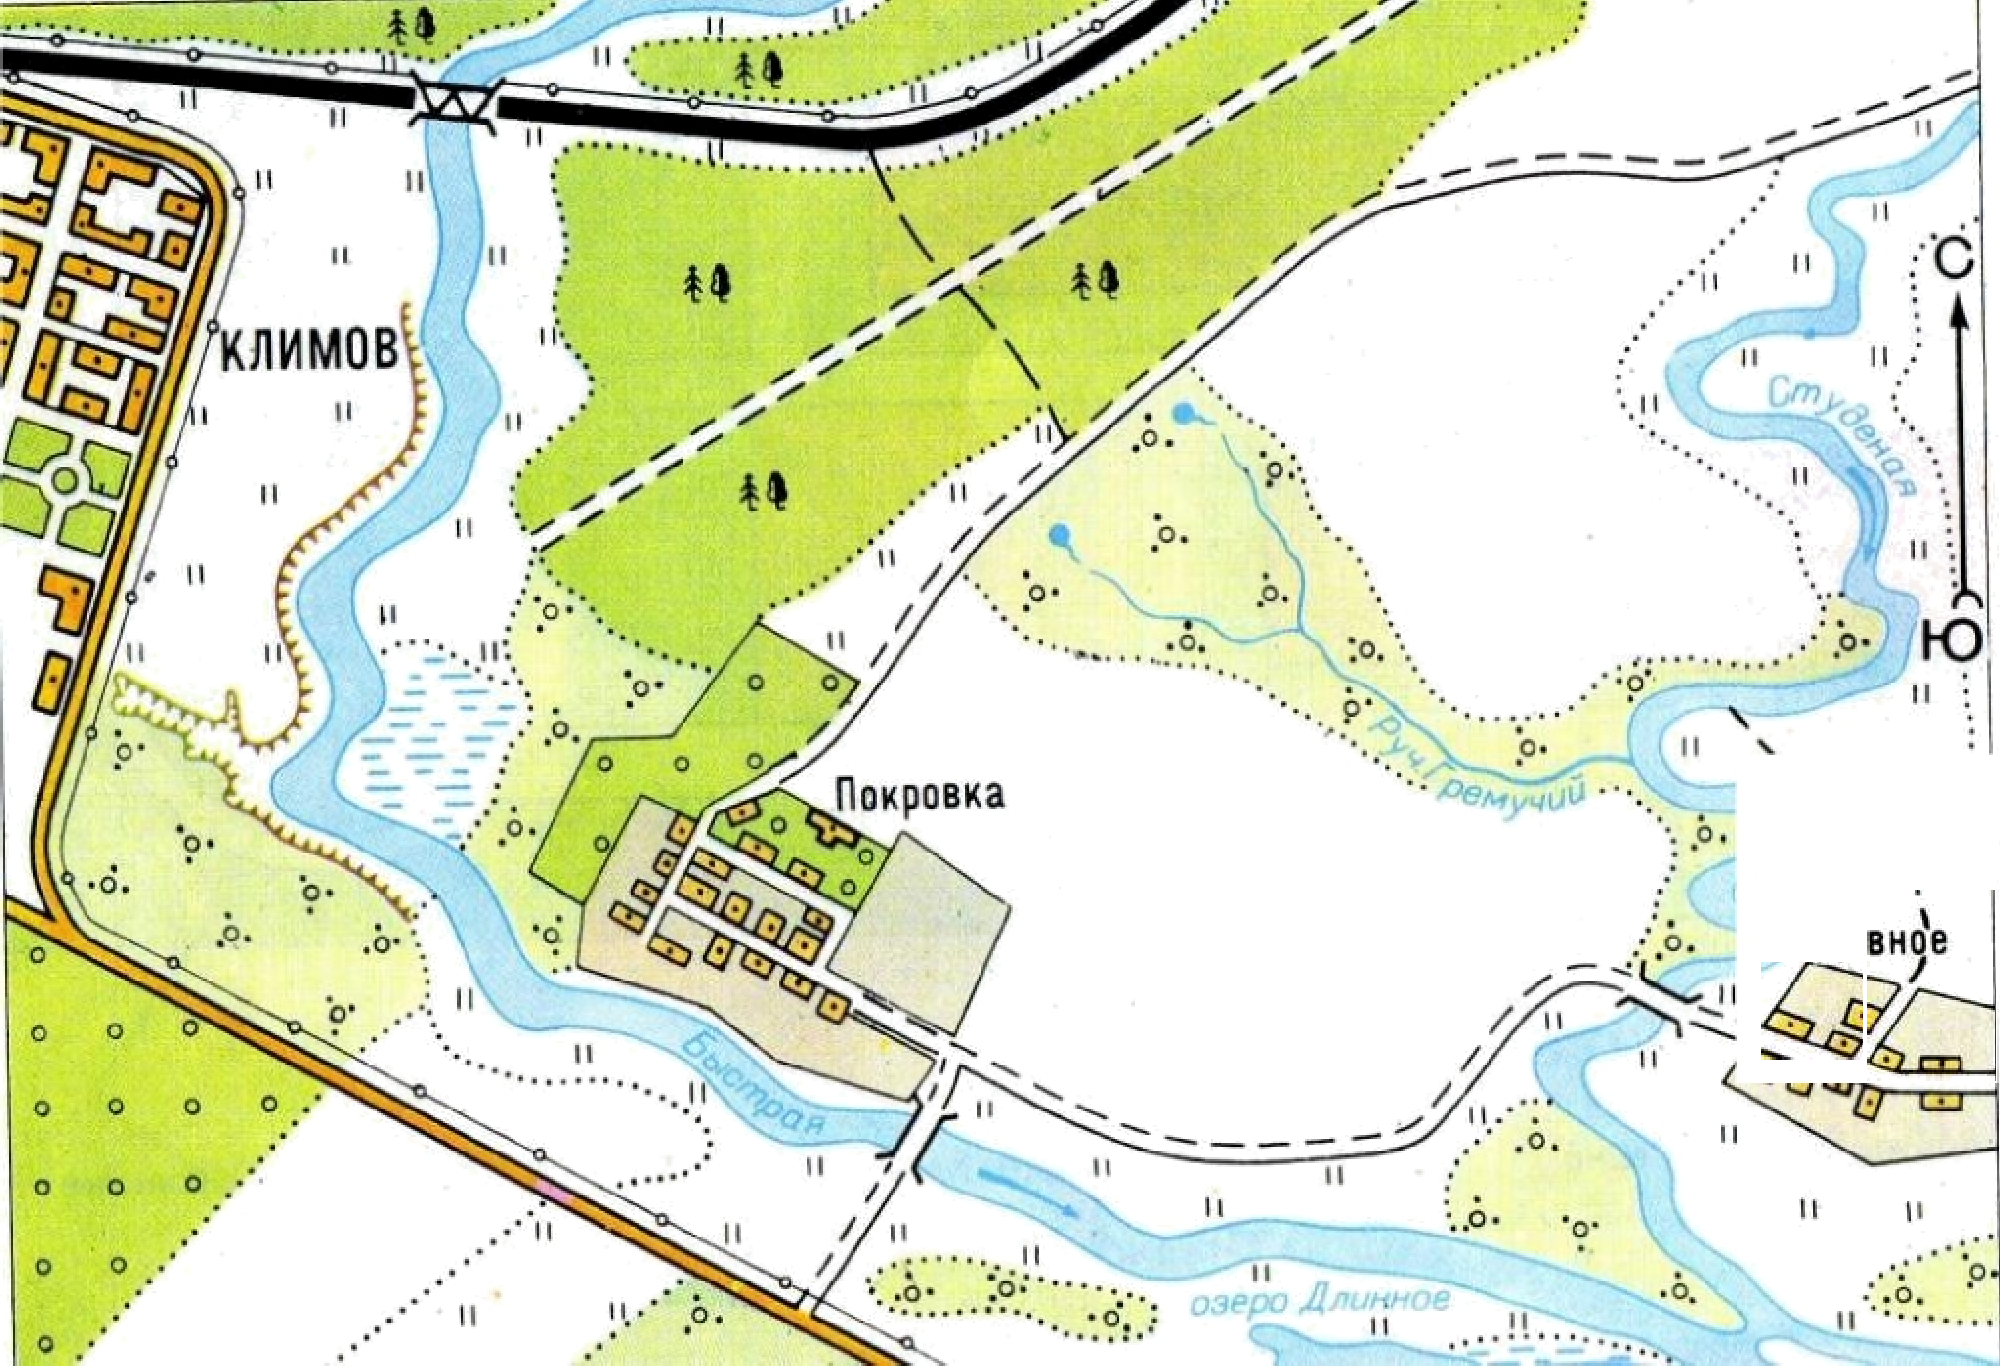 С
КЛИМОВ
Студеная
Ю
Руч. Гремучий
Покровка
вное
Быстрая
озеро Длинное